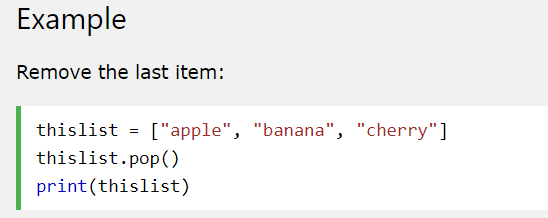 Example
Remove the last item:
thislist = ["apple", "banana", "cherry"]
thislist.pop()
print(thislist)